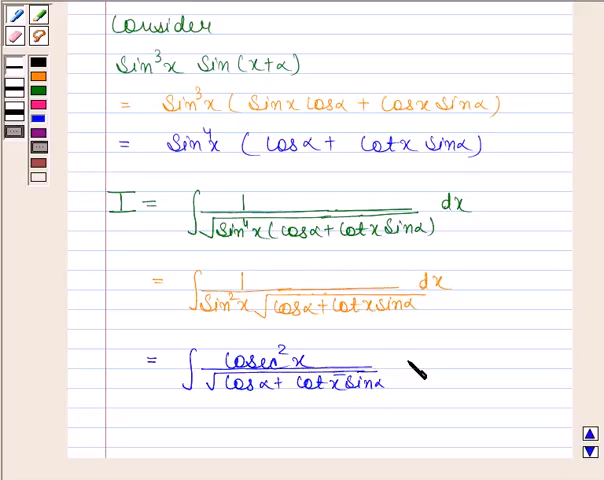 Consider
Sin³x Sin(x+α)
= Sin³x (Sinx Cosα + Cosx Sinα)
= Sin⁴x (Cosα + Cotx Sinα)
I = ∫ 1/√(Sin⁴x(Cosα+Cotx Sinα)) dx
= ∫ 1/(Sin²x √(Cosα+Cotx Sinα)) dx
= ∫ Cosec²x/√(Cosα+ Cotx Sinα)